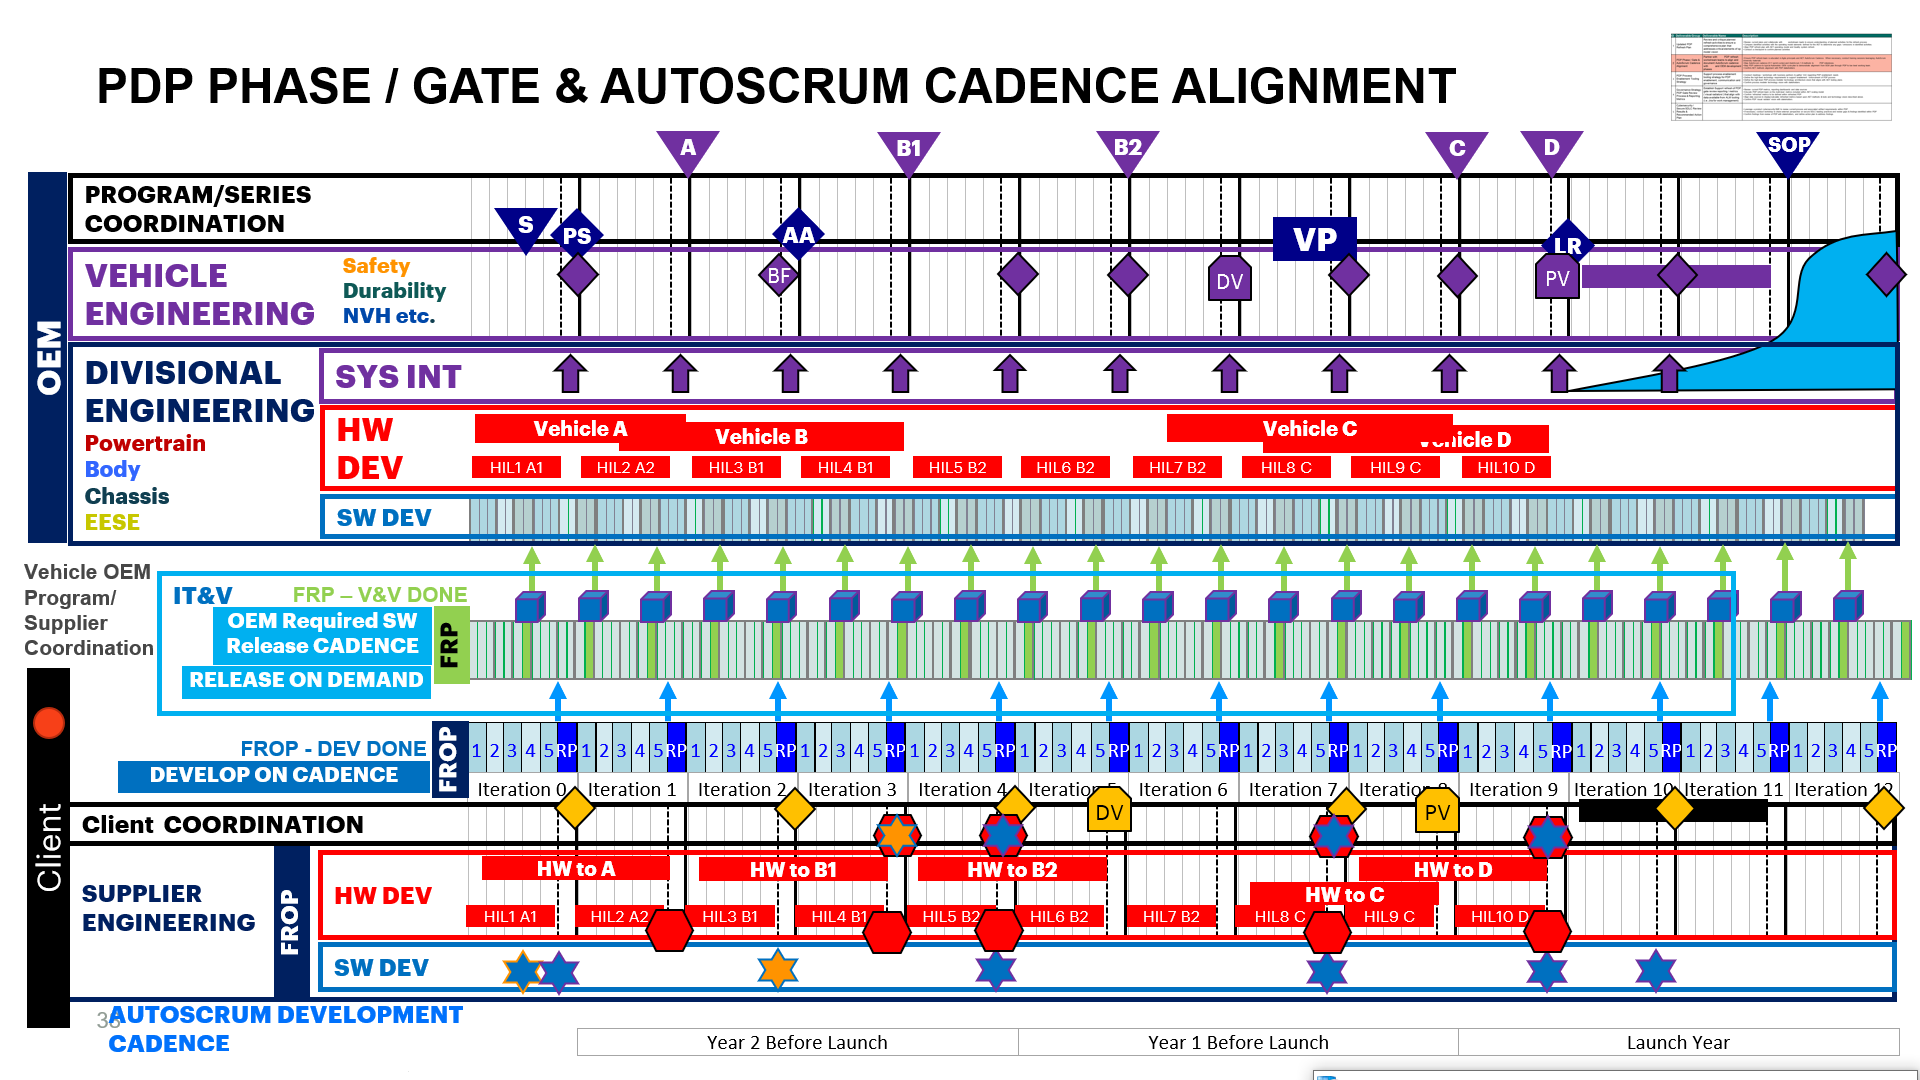 PDP PHASE / GATE & AUTOSCRUM CADENCE ALIGNMENT
A B1 B2 C D SOP
OEM
PROGRAM/SERIES
COORDINATION
S PS AA VP LR
VEHICLE
ENGINEERING
Safety
Durability
NVH etc.
BF DV PV
DIVISIONAL
ENGINEERING
Powertrain
Body
Chassis
EESE
SYS INT
HW
DEV
Vehicle A
Vehicle B
Vehicle C
Vehicle D
HIL1 A1 HIL2 A2 HIL3 B1 HIL4 B1 HIL5 B2 HIL6 B2 HIL7 B2 HIL8 C HIL9 C HIL10 D
SW DEV
Vehicle OEM
Program/
Supplier
Coordination
IT&V
FRP – V&V DONE
OEM Required SW
Release CADENCE
FRP
RELEASE ON DEMAND
FROP - DEV DONE
DEVELOP ON CADENCE
FROP
1 2 3 4 5 RP 1 2 3 4 5 RP 1 2 3 4 5 RP 1 2 3 4 5 RP 1 2 3 4 5 RP 1 2 3 4 5 RP 1 2 3 4 5 RP 1 2 3 4 5 RP 1 2 3 4 5 RP 1 2 3 4 5 RP 1 2 3 4 5 RP 1 2 3 4 5 RP 1 2 3 4 5 RP
Iteration 0 Iteration 1 Iteration 2 Iteration 3 Iteration 4 Iteration 5 Iteration 6 Iteration 7 Iteration 8 Iteration 9 Iteration 10 Iteration 11 Iteration 12
Client
Client COORDINATION
DV PV
SUPPLIER
ENGINEERING
FROP
HW DEV
HW to A HW to B1 HW to B2 HW to D
HW to C
HIL1 A1 HIL2 A2 HIL3 B1 HIL4 B1 HIL5 B2 HIL6 B2 HIL7 B2 HIL8 C HIL9 C HIL10 D
SW DEV
AUTOSCRUM DEVELOPMENT
CADENCE
Year 2 Before Launch Year 1 Before Launch Launch Year